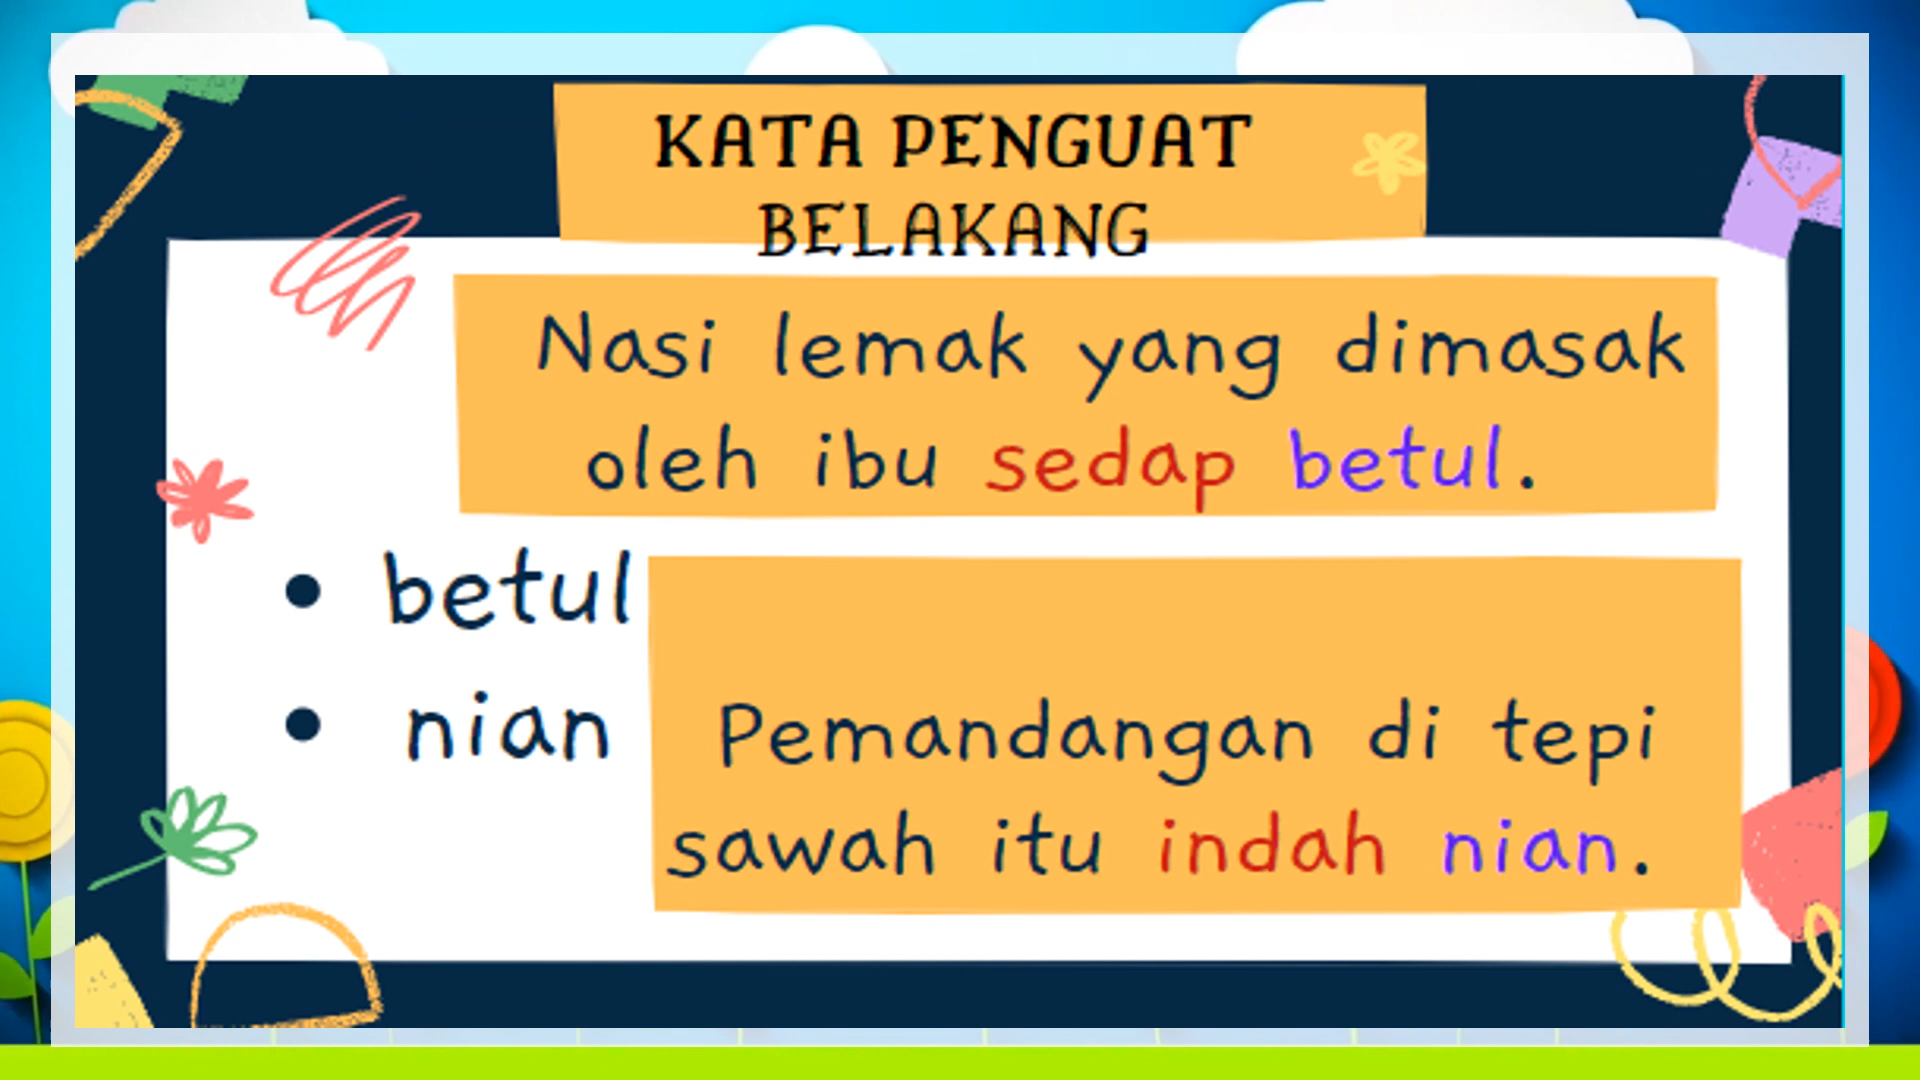 KATA PENGUAT
BELAKANG
Nasi lemak yang dimasak
oleh ibu sedap betul.
• betul
• nian
Pemandangan di tepi
sawah itu indah nian.